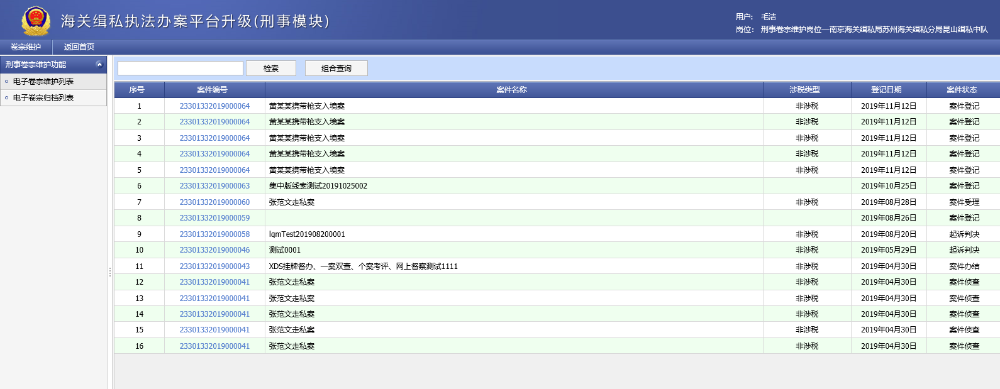 海关缉私执法办案平台升级(刑事模块)
用户: 毛洁
岗位: 刑事卷宗维护岗位—南京海关缉私局苏州海关缉私分局昆山缉私中队
卷宗维护 返回首页
刑事卷宗维护功能
电子卷宗维护列表
电子卷宗归档列表
检索 组合查询
序号 案件编号 案件名称 涉税类型 登记日期 案件状态
1 23301332019000064 黄某某携带枪支入境案 非涉税 2019年11月12日 案件登记
2 23301332019000064 黄某某携带枪支入境案 非涉税 2019年11月12日 案件登记
3 23301332019000064 黄某某携带枪支入境案 非涉税 2019年11月12日 案件登记
4 23301332019000064 黄某某携带枪支入境案 非涉税 2019年11月12日 案件登记
5 23301332019000064 黄某某携带枪支入境案 非涉税 2019年11月12日 案件登记
6 23301332019000063 集中版线索测试20191025002 2019年10月25日 案件登记
7 23301332019000060 张范文走私案 非涉税 2019年08月28日 案件受理
8 23301332019000059 2019年08月26日 案件登记
9 23301332019000058 lqmTest201908200001 非涉税 2019年08月20日 起诉判决
10 23301332019000046 测试0001 非涉税 2019年05月29日 起诉判决
11 23301332019000043 XDS挂牌督办、一案双查、个案考评、网上督察测试1111 非涉税 2019年04月30日 案件办结
12 23301332019000041 张范文走私案 非涉税 2019年04月30日 案件侦查
13 23301332019000041 张范文走私案 非涉税 2019年04月30日 案件侦查
14 23301332019000041 张范文走私案 非涉税 2019年04月30日 案件侦查
15 23301332019000041 张范文走私案 非涉税 2019年04月30日 案件侦查
16 23301332019000041 张范文走私案 非涉税 2019年04月30日 案件侦查